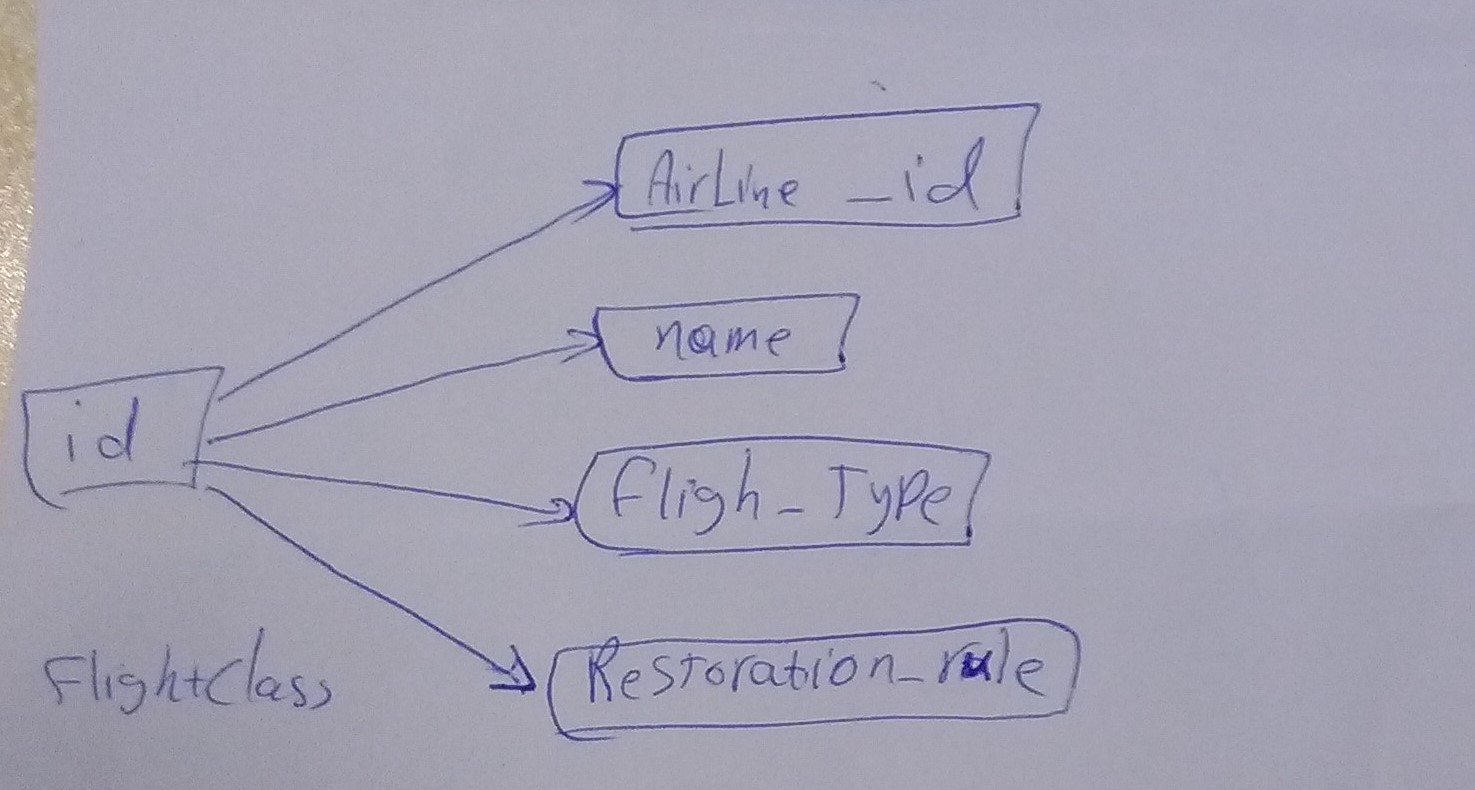 AirLine _id
name
id
fligh_Type
Restoration_rule
FlightClass